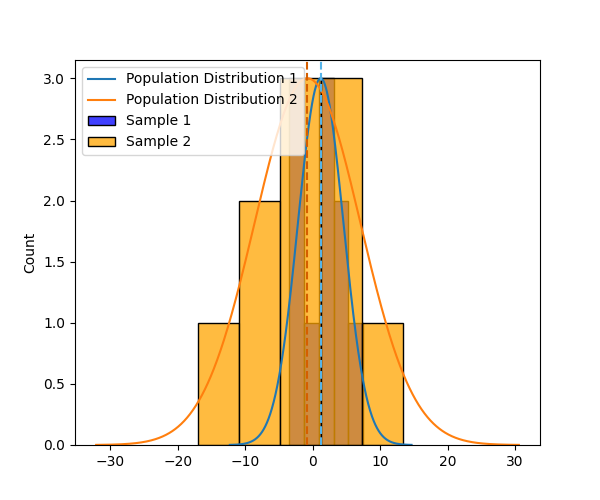 Population Distribution 1
Population Distribution 2
Sample 1
Sample 2
Count
3.0
2.5
2.0
1.5
1.0
0.5
0.0
−30 −20 −10 0 10 20 30